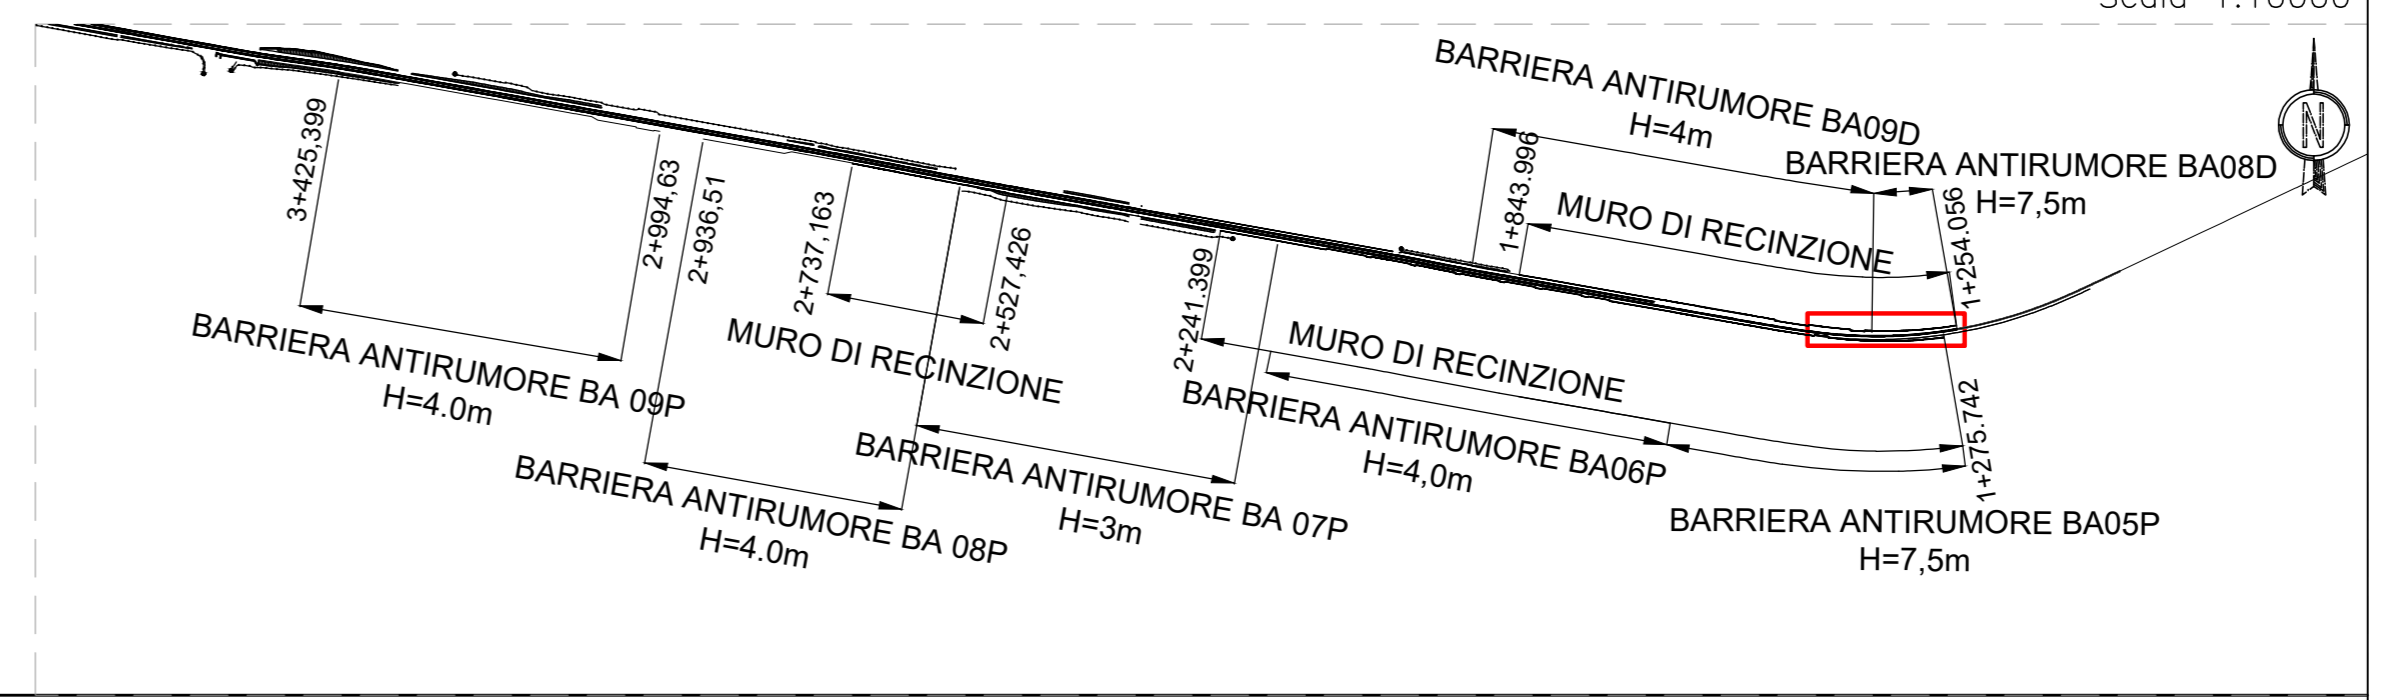 Scala 1:10000
BARRIERA ANTIRUMORE BA09D
H=4m
BARRIERA ANTIRUMORE BA08D
H=7,5m
N
3+425,399
2+994,63
2+936,51
2+737,163
2+527,426
2+241.399
1+843.996
1+254.056
MURO DI RECINZIONE
BARRIERA ANTIRUMORE BA 09P
H=4.0m
MURO DI RECINZIONE
MURO DI RECINZIONE
BARRIERA ANTIRUMORE BA06P
H=4,0m
1+275.742
BARRIERA ANTIRUMORE BA 08P
H=4.0m
BARRIERA ANTIRUMORE BA 07P
H=3m
BARRIERA ANTIRUMORE BA05P
H=7,5m